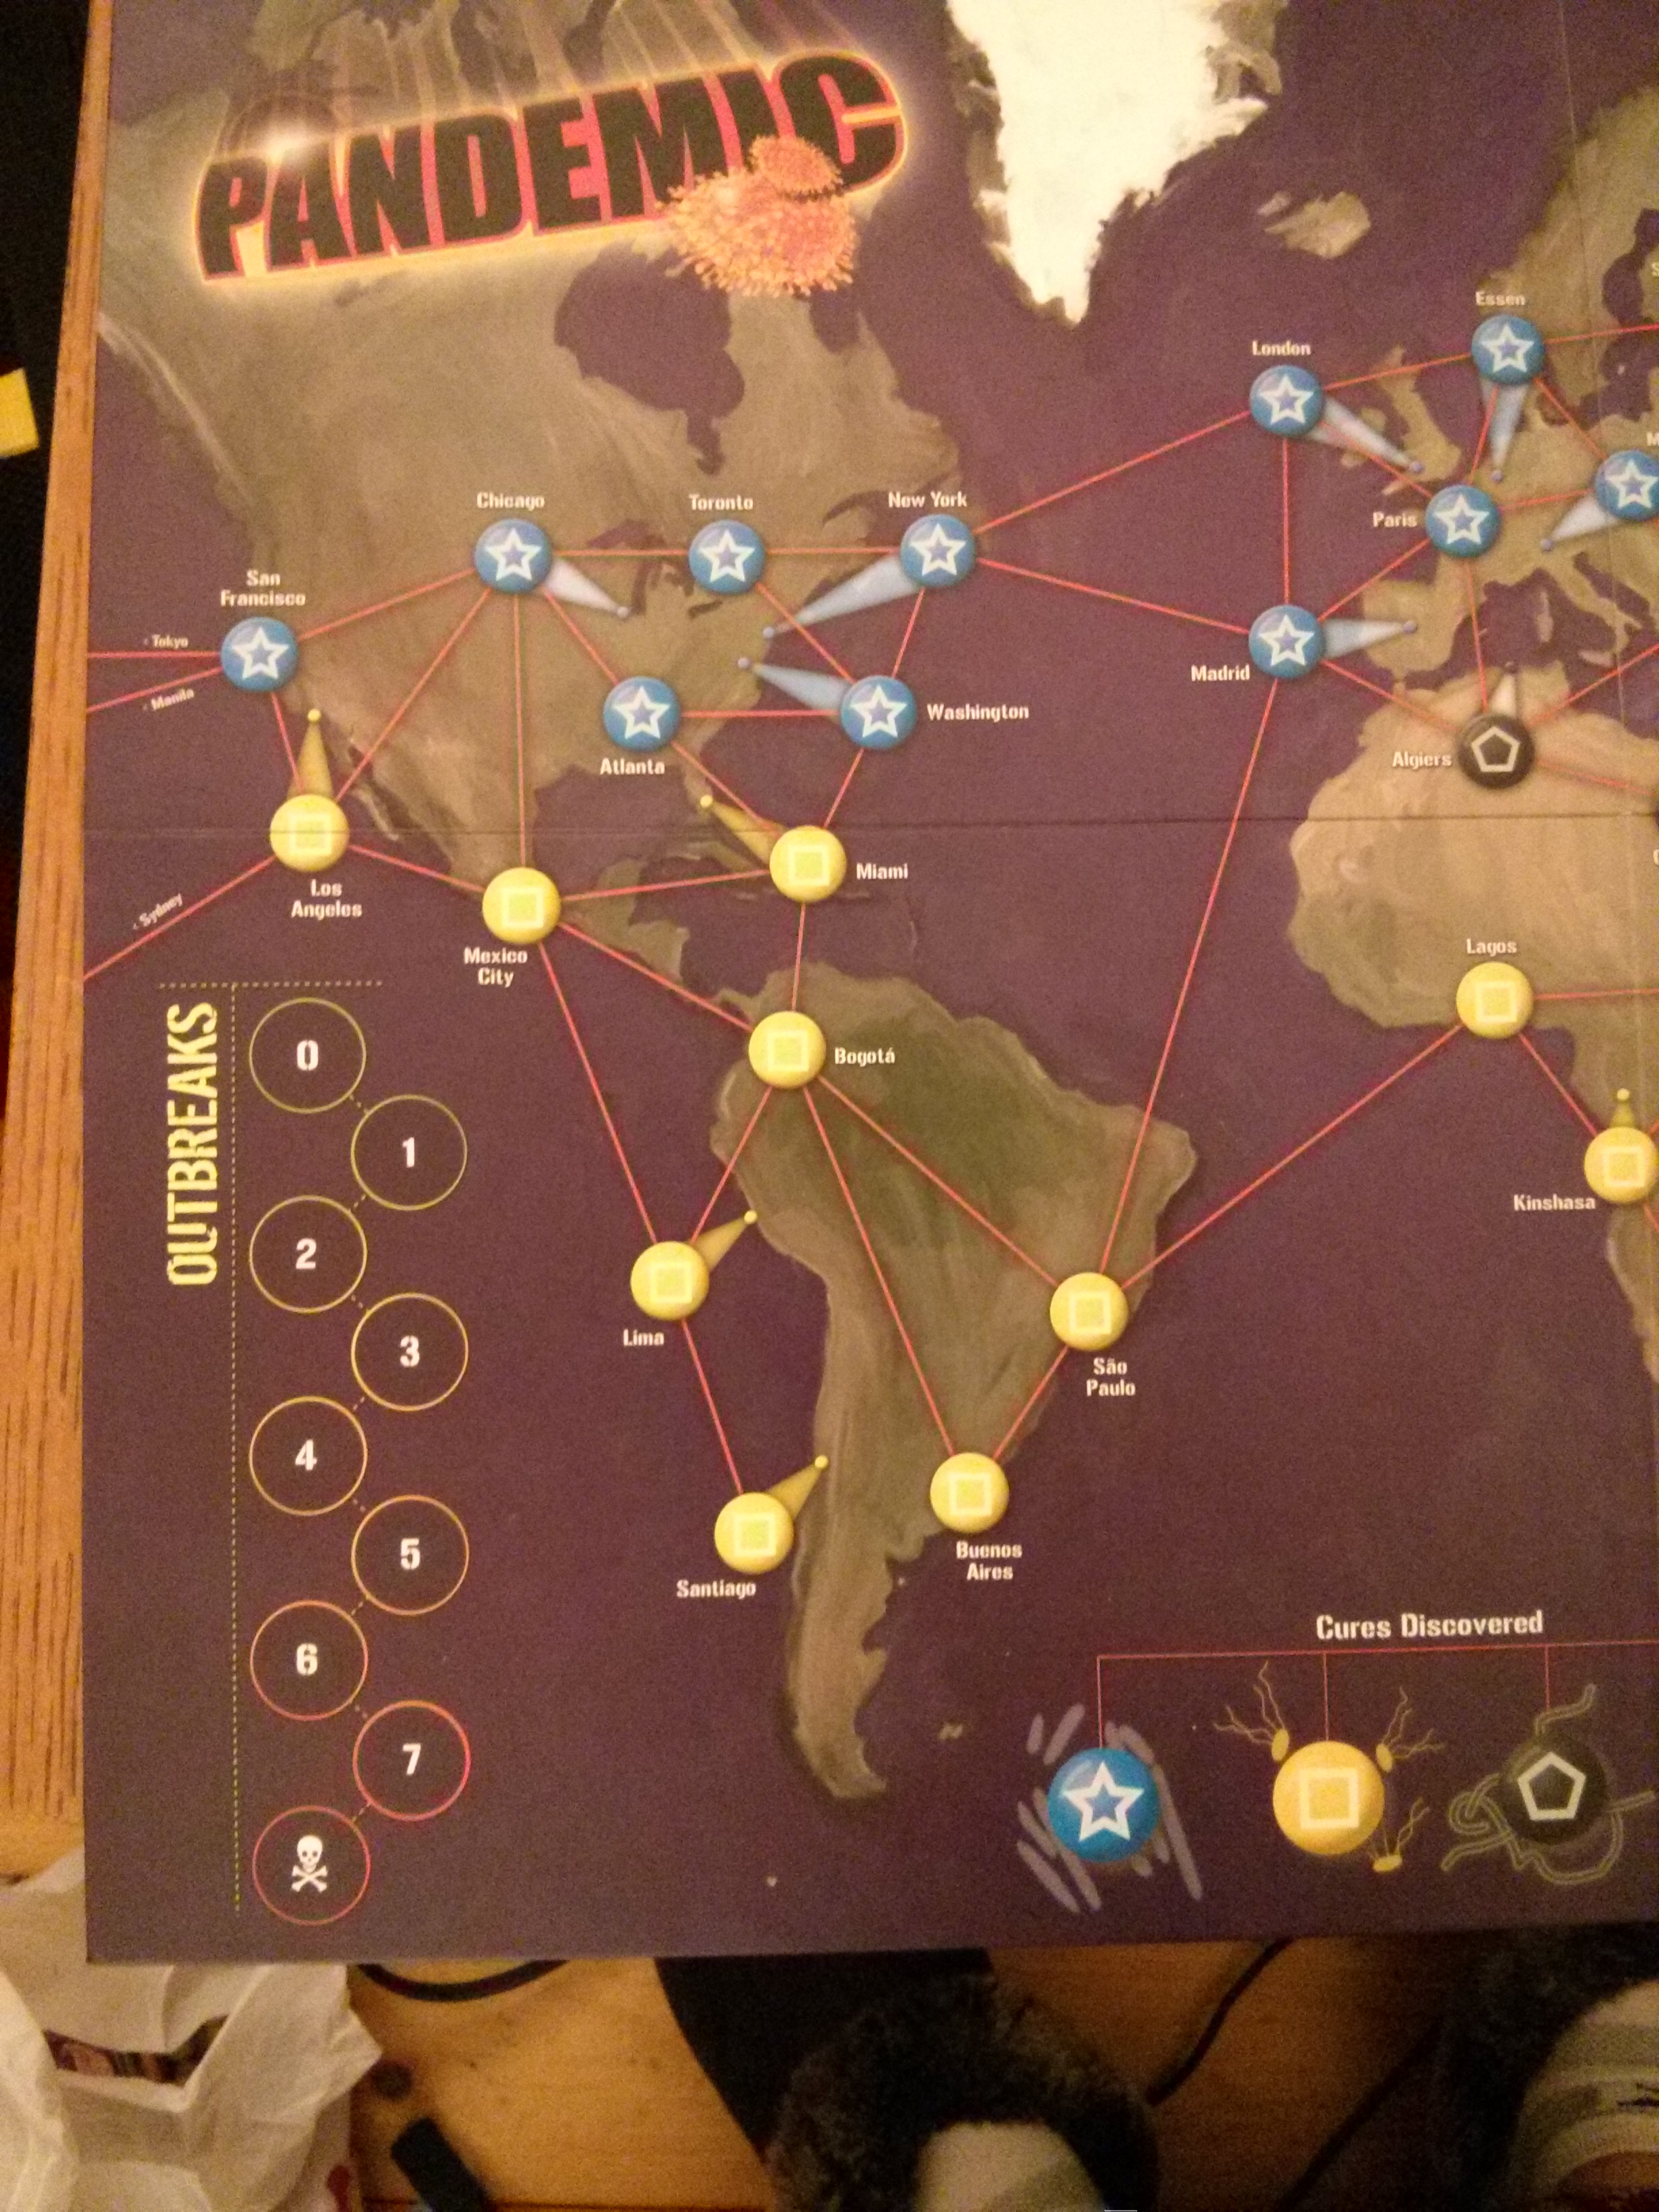 PANDEMIC
Essen
London
Chicago
Toronto
New York
Paris
San
Francisco
Tokyo
Manila
Madrid
Washington
Atlanta
Algiers
Miami
Los
Angeles
Sydney
Mexico
City
Lagos
OUTBREAKS
0
Bogotá
1
Kinshasa
2
Lima
3
São
Paulo
4
5
Buenos
Aires
Santiago
Cures Discovered
6
7